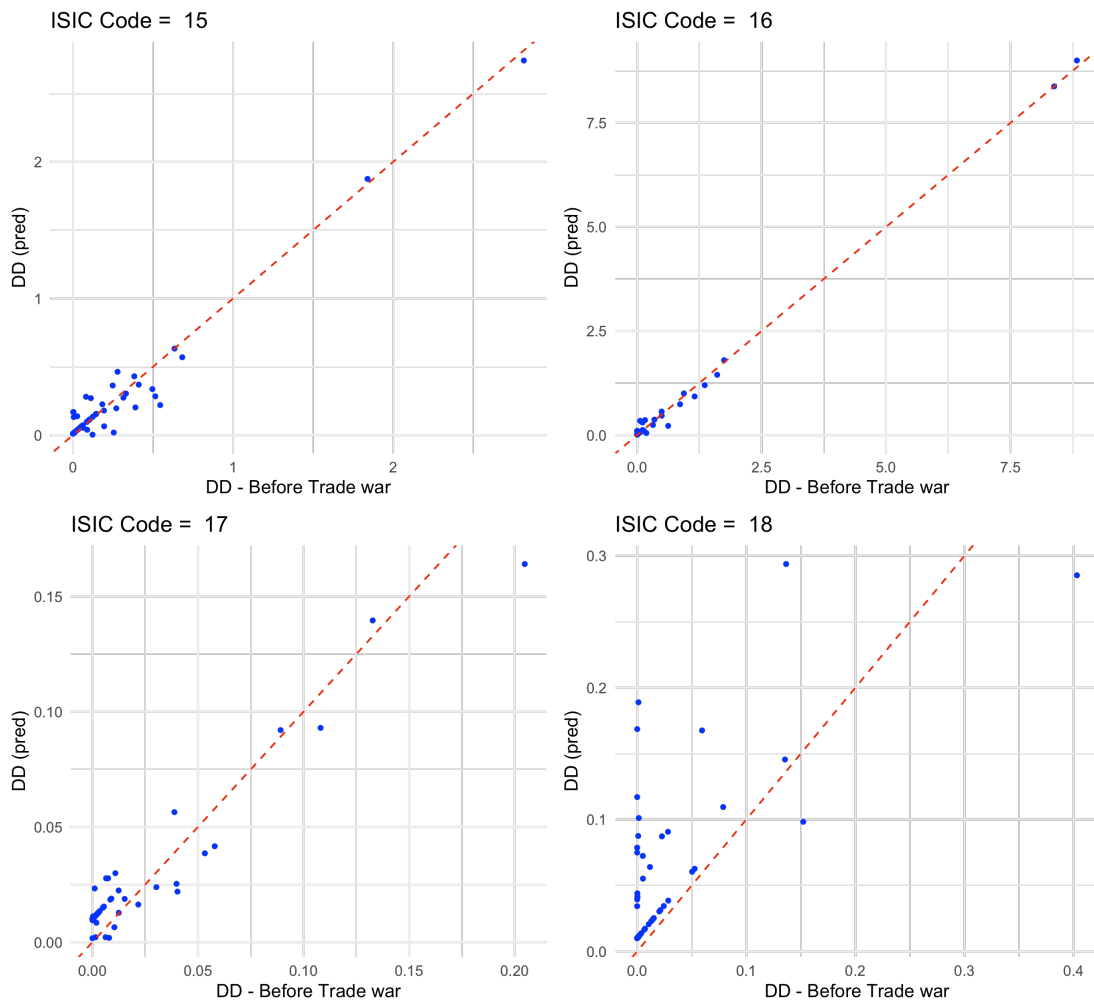 ISIC Code =  15
2
1
0
DD (pred)
0
1
2
DD - Before Trade war
ISIC Code =  16
7.5
5.0
2.5
0.0
DD (pred)
0.0
2.5
5.0
7.5
DD - Before Trade war
ISIC Code =  17
0.15
0.10
0.05
0.00
DD (pred)
0.00
0.05
0.10
0.15
0.20
DD - Before Trade war
ISIC Code =  18
0.3
0.2
0.1
0.0
DD (pred)
0.0
0.1
0.2
0.3
0.4
DD - Before Trade war